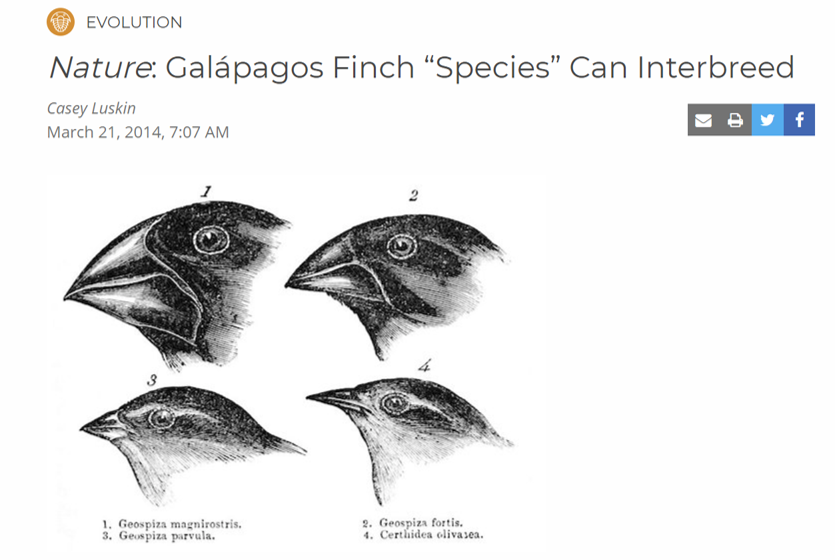 EVOLUTION
Nature: Galápagos Finch “Species” Can Interbreed
Casey Luskin
March 21, 2014, 7:07 AM
1
2
3
4
1. Geospiza magnirostris. 2. Geospiza fortis.
3. Geospiza parvula. 4. Certhidea olivasea.